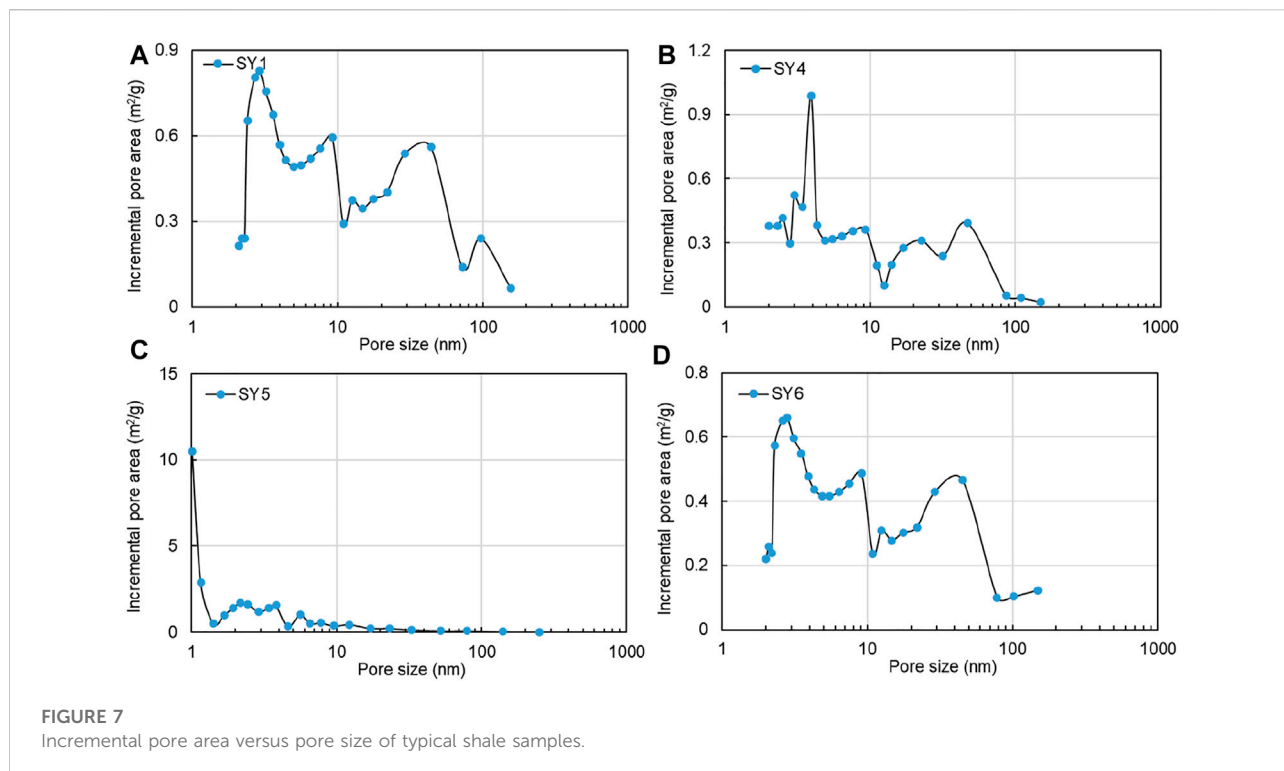 A
SY1
Incremental pore area (m²/g)
0.9
0.6
0.3
0
1 10 100 1000
Pore size (nm)
B
SY4
Incremental pore area (m²/g)
1.2
0.9
0.6
0.3
0
1 10 100 1000
Pore size (nm)
C
SY5
Incremental pore area (m²/g)
15
10
5
0
1 10 100 1000
Pore size (nm)
D
SY6
Incremental pore area (m²/g)
0.8
0.6
0.4
0.2
0
1 10 100 1000
Pore size (nm)
FIGURE 7
Incremental pore area versus pore size of typical shale samples.